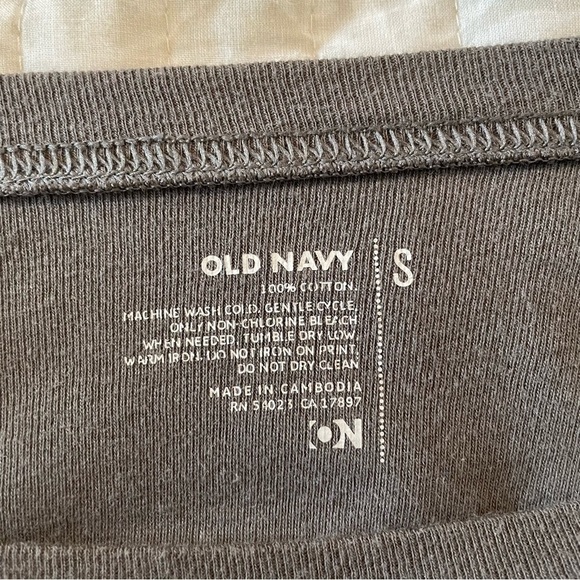 OLD NAVY
S
100% COTTON.
MACHINE WASH COLD. GENTLE CYCLE.
ONLY NON-CHLORINE BLEACH
WHEN NEEDED. TUMBLE DRY LOW.
WARM IRON. DO NOT IRON ON PRINT.
DO NOT DRY CLEAN
MADE IN CAMBODIA
RN 54023 CA 17897
ON